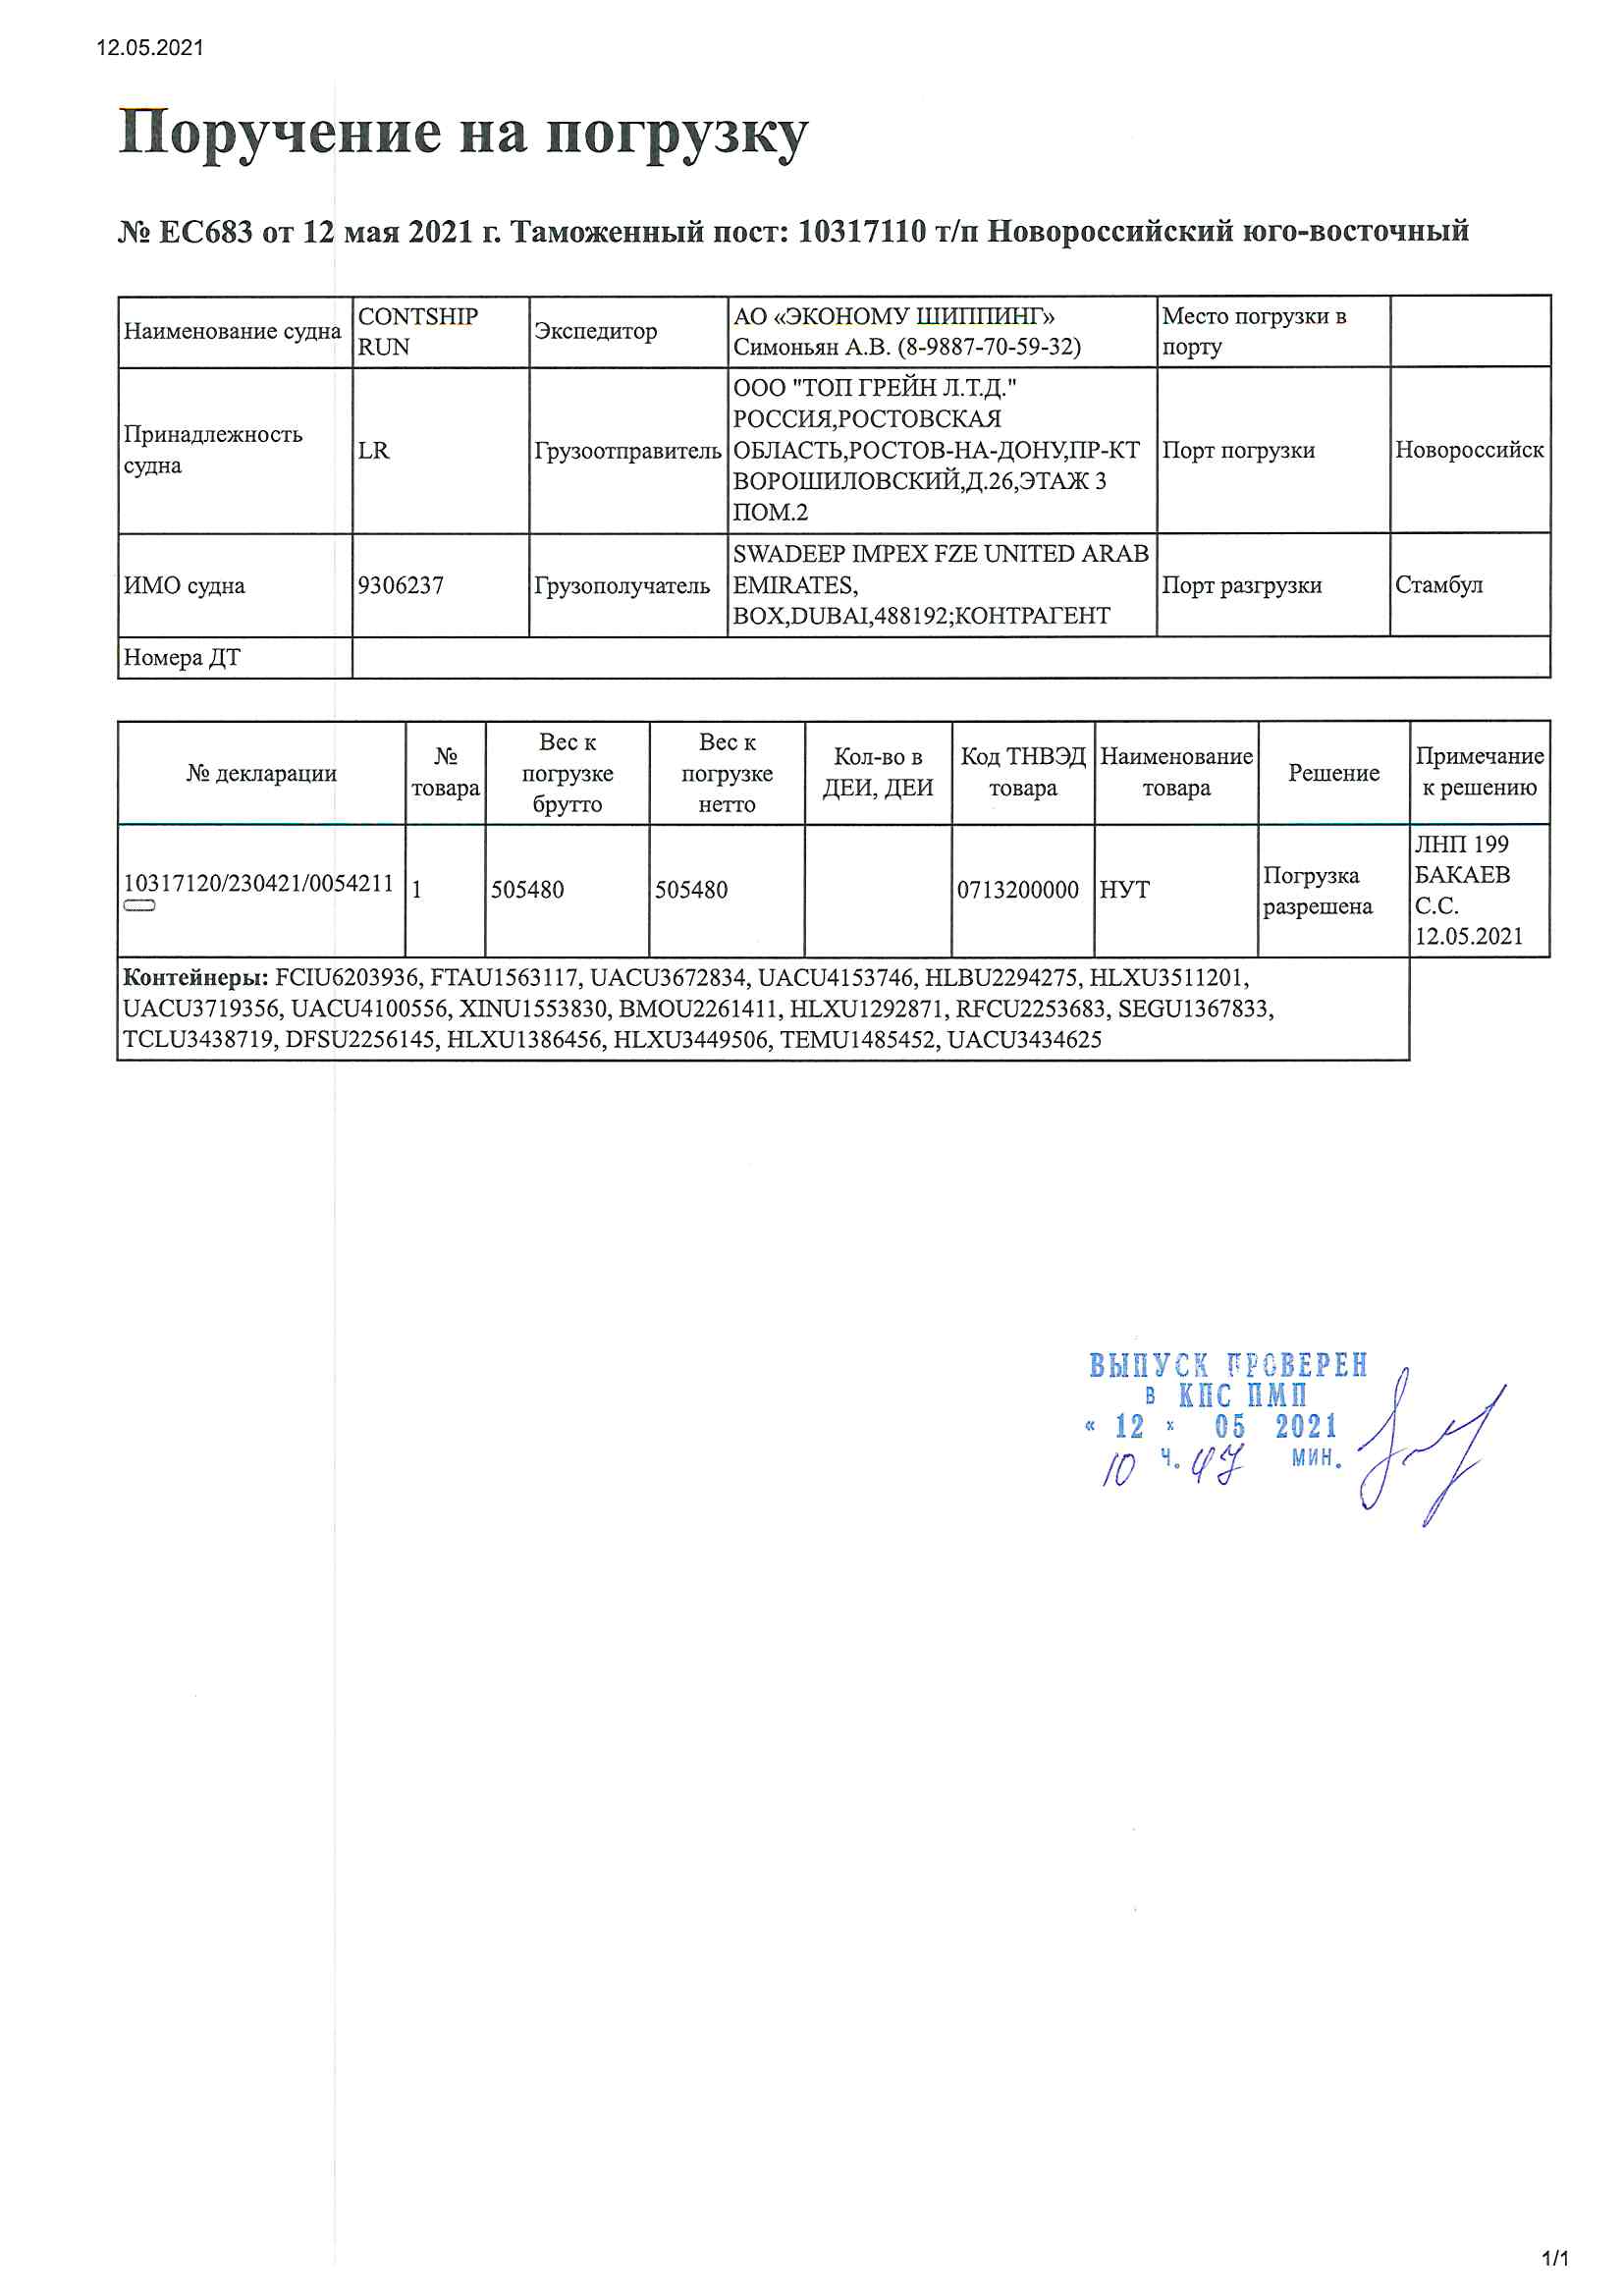 12.05.2021
Поручение на погрузку
№ ЕС683 от 12 мая 2021 г. Таможенный пост: 10317110 т/п Новороссийский юго-восточный
Наименование судна
CONTSHIP
RUN
Экспедитор
АО «ЭКОНОМУ ШИППИНГ»
Симоньян А.В. (8-9887-70-59-32)
Место погрузки в
порту
Принадлежность
судна
LR
Грузоотправитель
ООО "ТОП ГРЕЙН Л.Т.Д."
РОССИЯ,РОСТОВСКАЯ
ОБЛАСТЬ,РОСТОВ-НА-ДОНУ,ПР-КТ
ВОРОШИЛОВСКИЙ,Д.26,ЭТАЖ 3
ПОМ.2
Порт погрузки
Новороссийск
ИМО судна
9306237
Грузополучатель
SWADEEP IMPEX FZE UNITED ARAB
EMIRATES,
BOX,DUBAI,488192;КОНТРАГЕНТ
Порт разгрузки
Стамбул
Номера ДТ
№ декларации
№
товара
Вес к
погрузке
брутто
Вес к
погрузке
нетто
Кол-во в
ДЕИ, ДЕИ
Код ТНВЭД
товара
Наименование
товара
Решение
Примечание
к решению
10317120/230421/0054211
1
505480
505480
0713200000
НУТ
Погрузка
разрешена
ЛНП 199
БАКАЕВ
С.С.
12.05.2021
Контейнеры: FCIU6203936, FTAU1563117, UACU3672834, UACU4153746, HLBU2294275, HLXU3511201,
UACU3719356, UACU4100556, XINU1553830, BMOU2261411, HLXU1292871, RFCU2253683, SEGU1367833,
TCLU3438719, DFSU2256145, HLXU1386456, HLXU3449506, TEMU1485452, UACU3434625
ВЫПУСК ПРОВЕРЕН
в КПС ПМП
« 12 » 05 2021
10 ч. 47 мин.
1/1